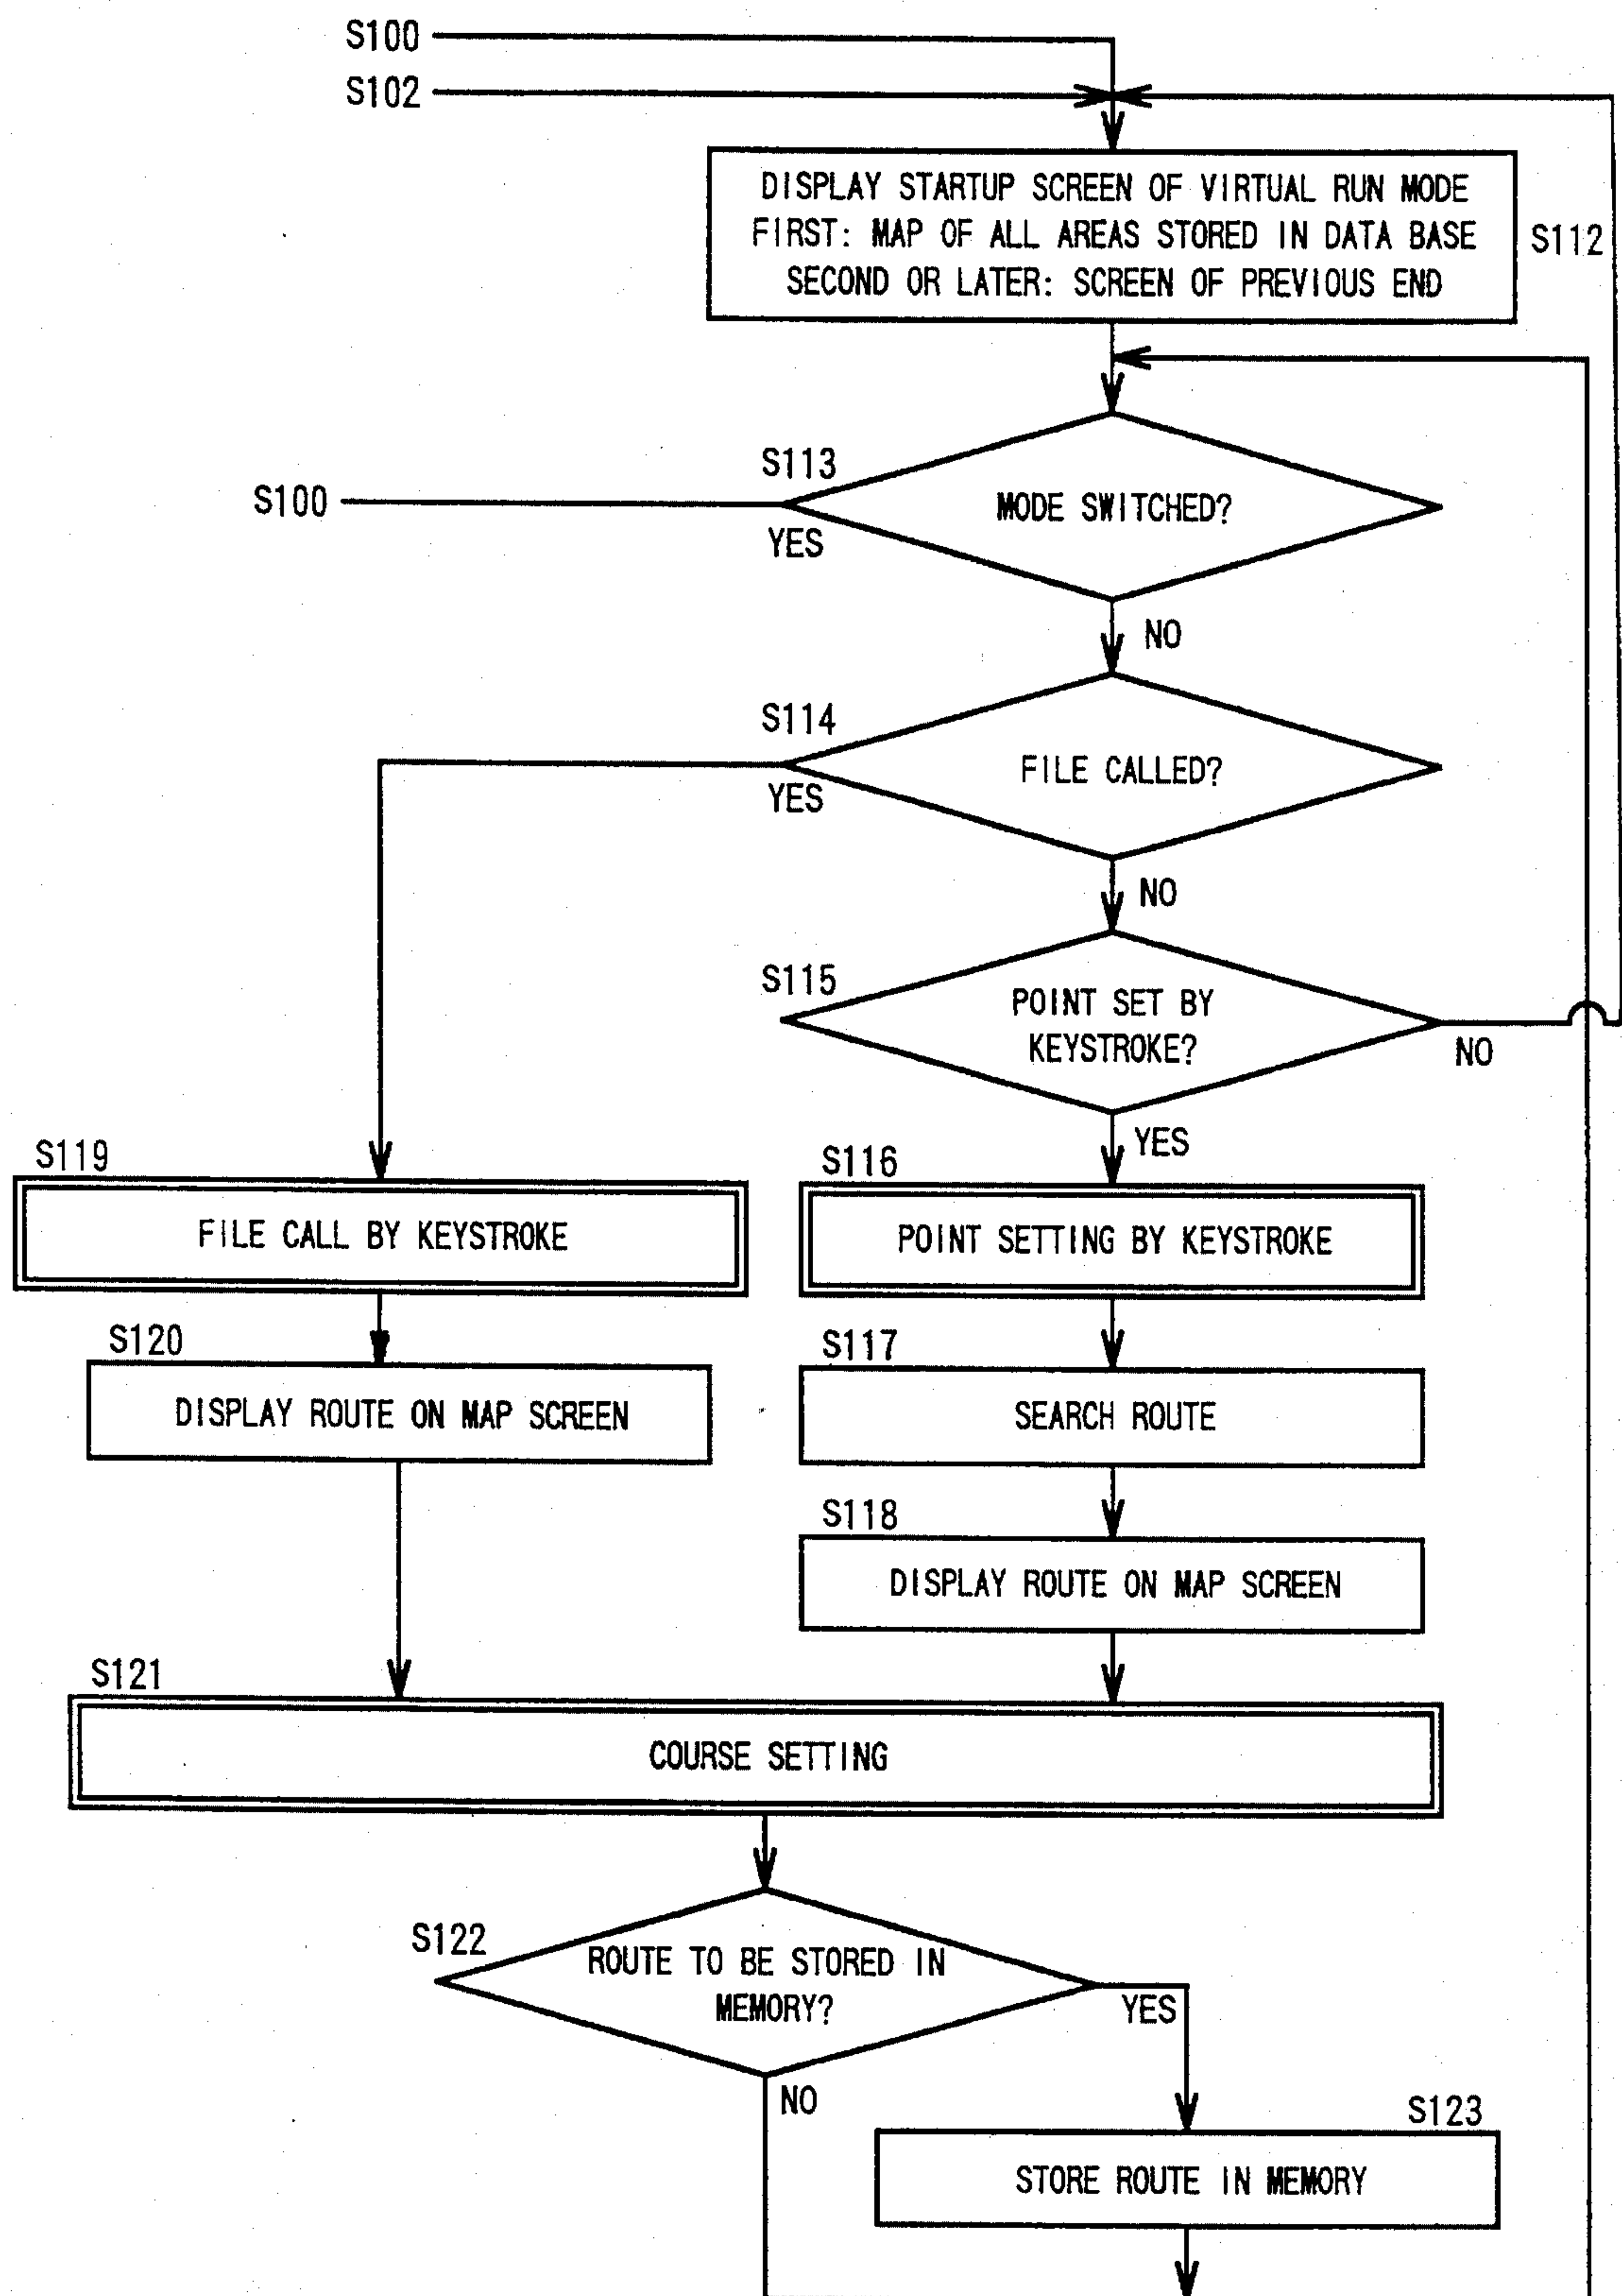 S100
S102
DISPLAY STARTUP SCREEN OF VIRTUAL RUN MODE
FIRST: MAP OF ALL AREAS STORED IN DATA BASE
SECOND OR LATER: SCREEN OF PREVIOUS END
S112
S113
S100
MODE SWITCHED?
YES
NO
S114
FILE CALLED?
YES
NO
S115
POINT SET BY
KEYSTROKE?
NO
YES
S119
S116
FILE CALL BY KEYSTROKE
POINT SETTING BY KEYSTROKE
S120
S117
DISPLAY ROUTE ON MAP SCREEN
SEARCH ROUTE
S118
DISPLAY ROUTE ON MAP SCREEN
S121
COURSE SETTING
S122
ROUTE TO BE STORED IN
MEMORY?
YES
NO
S123
STORE ROUTE IN MEMORY